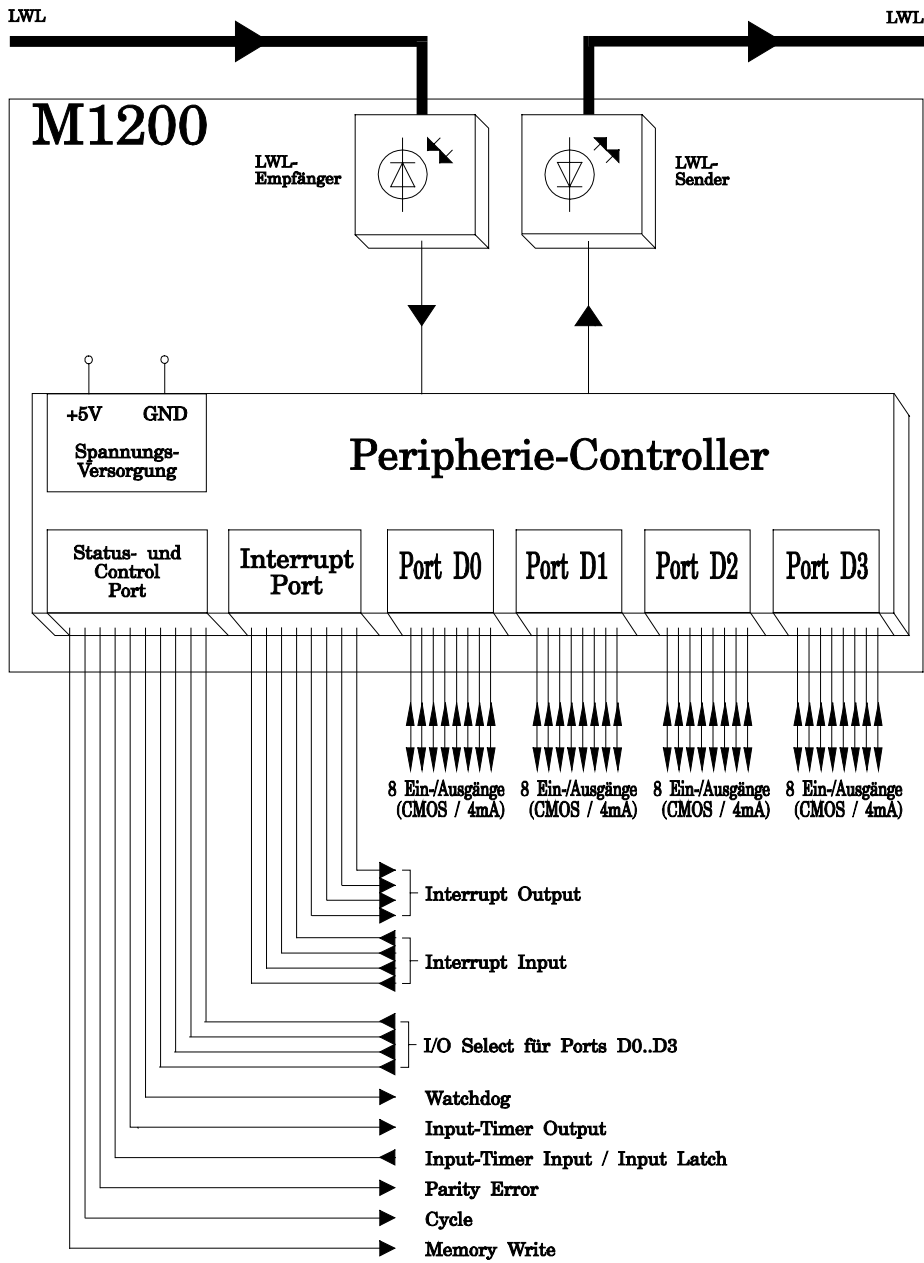 LWL
LWL
M1200
LWL-
Empfänger
LWL-
Sender
+5V GND
Spannungs-
Versorgung
Peripherie-Controller
Status- und
Control
Port
Interrupt
Port
Port D0
Port D1
Port D2
Port D3
8 Ein-/Ausgänge
(CMOS / 4mA)
8 Ein-/Ausgänge
(CMOS / 4mA)
8 Ein-/Ausgänge
(CMOS / 4mA)
8 Ein-/Ausgänge
(CMOS / 4mA)
Interrupt Output
Interrupt Input
I/O Select für Ports D0..D3
Watchdog
Input-Timer Output
Input-Timer Input / Input Latch
Parity Error
Cycle
Memory Write